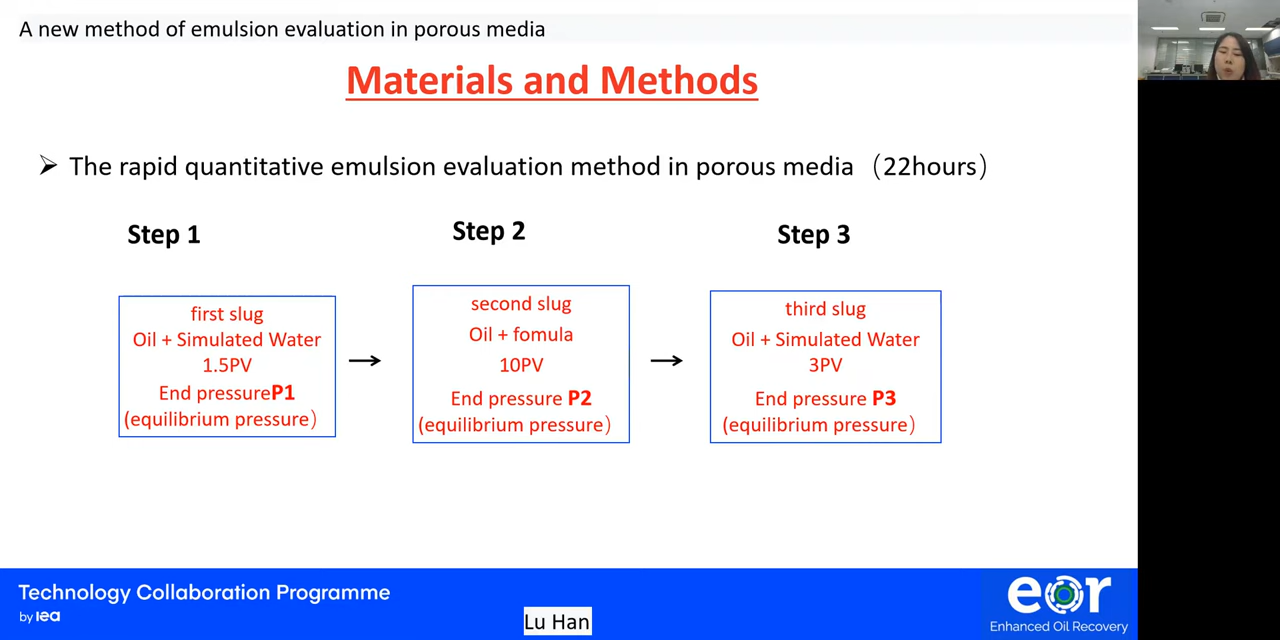 A new method of emulsion evaluation in porous media
Materials and Methods
➢ The rapid quantitative emulsion evaluation method in porous media（22hours）
Step 1
Step 2
Step 3
first slug
Oil + Simulated Water
1.5PV
End pressureP1
(equilibrium pressure）
→
second slug
Oil + fomula
10PV
End pressure P2
(equilibrium pressure）
→
third slug
Oil + Simulated Water
3PV
End pressure P3
(equilibrium pressure）
Technology Collaboration Programme
by iea
Lu Han
eor
Enhanced Oil Recovery